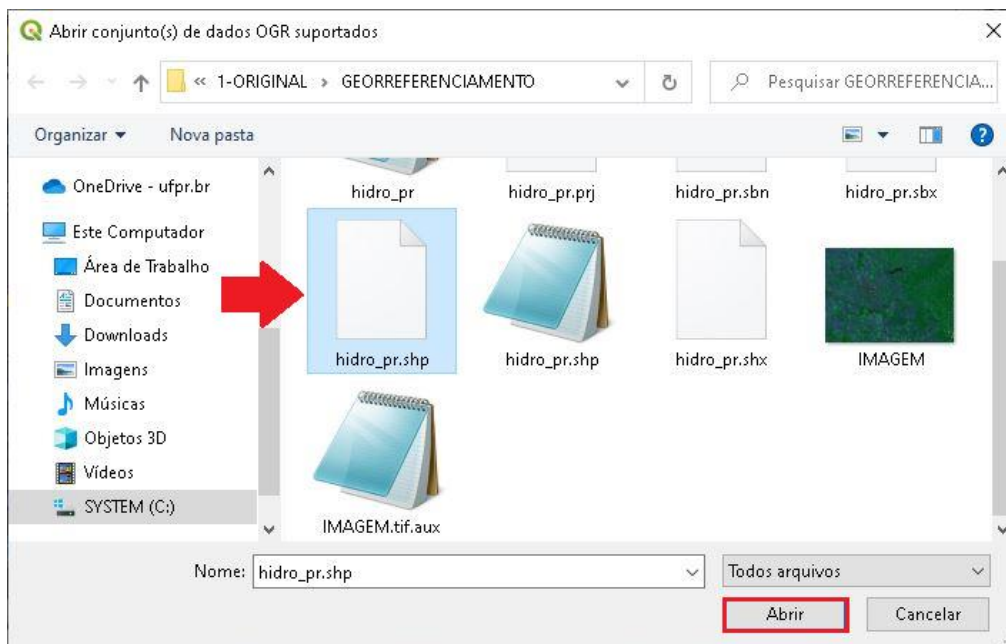 Abrir conjunto(s) de dados OGR suportados
« 1-ORIGINAL › GEORREFERENCIAMENTO
Pesquisar GEORREFERENCIA...
Organizar
Nova pasta
?
OneDrive - ufpr.br
Este Computador
Área de Trabalho
Documentos
Downloads
Imagens
Músicas
Objetos 3D
Vídeos
SYSTEM (C:)
hidro_pr hidro_pr.prj hidro_pr.sbn hidro_pr.sbx
hidro_pr.shp hidro_pr.shp hidro_pr.shx IMAGEM
IMAGEM.tif.aux
Nome: hidro_pr.shp
Todos arquivos
Abrir Cancelar